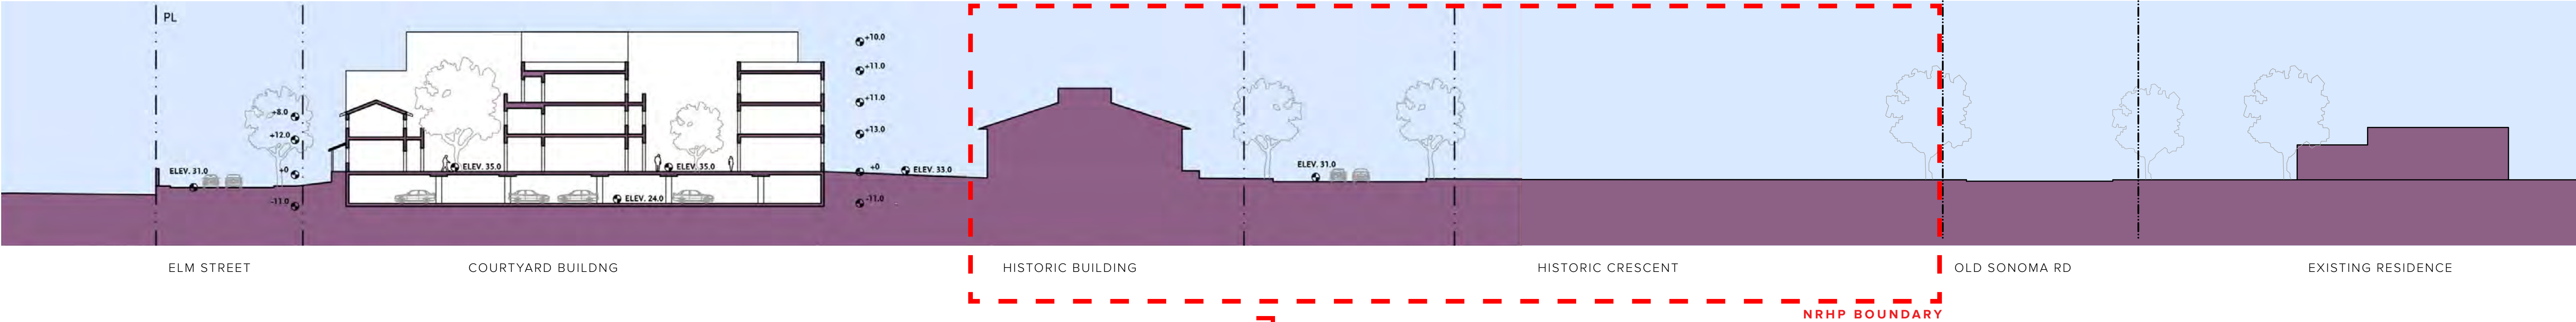 PL
+10.0
+11.0
+11.0
+8.0
+13.0
+12.0
ELEV. 31.0
+0
ELEV. 35.0
ELEV. 35.0
+0
ELEV. 33.0
ELEV. 31.0
-11.0
ELEV. 24.0
-11.0
ELM STREET
COURTYARD BUILDNG
HISTORIC BUILDING
HISTORIC CRESCENT
OLD SONOMA RD
EXISTING RESIDENCE
NRHP BOUNDARY